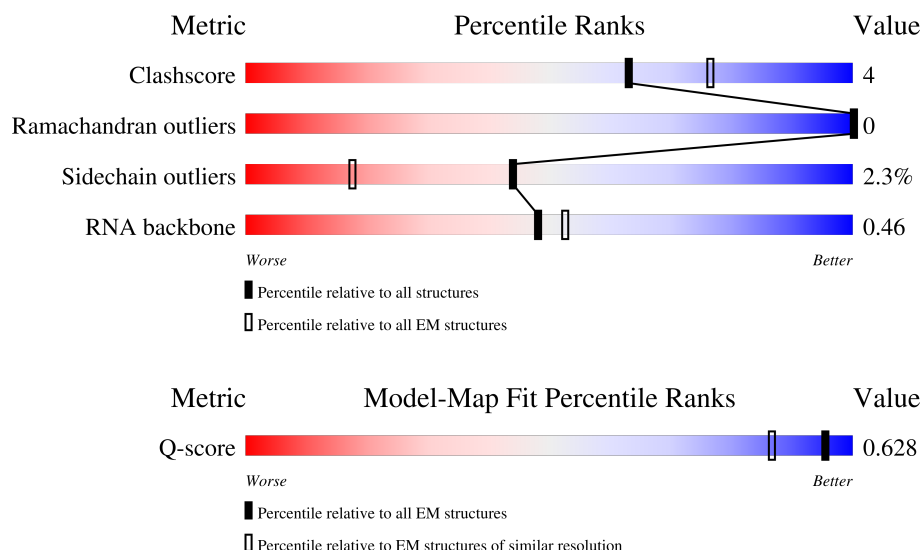 Metric Percentile Ranks Value
Clashscore 4
Ramachandran outliers 0
Sidechain outliers 2.3%
RNA backbone 0.46
Worse Better
Percentile relative to all structures
Percentile relative to all EM structures
Metric Model-Map Fit Percentile Ranks Value
Q-score 0.628
Worse Better
Percentile relative to all EM structures
Percentile relative to EM structures of similar resolution